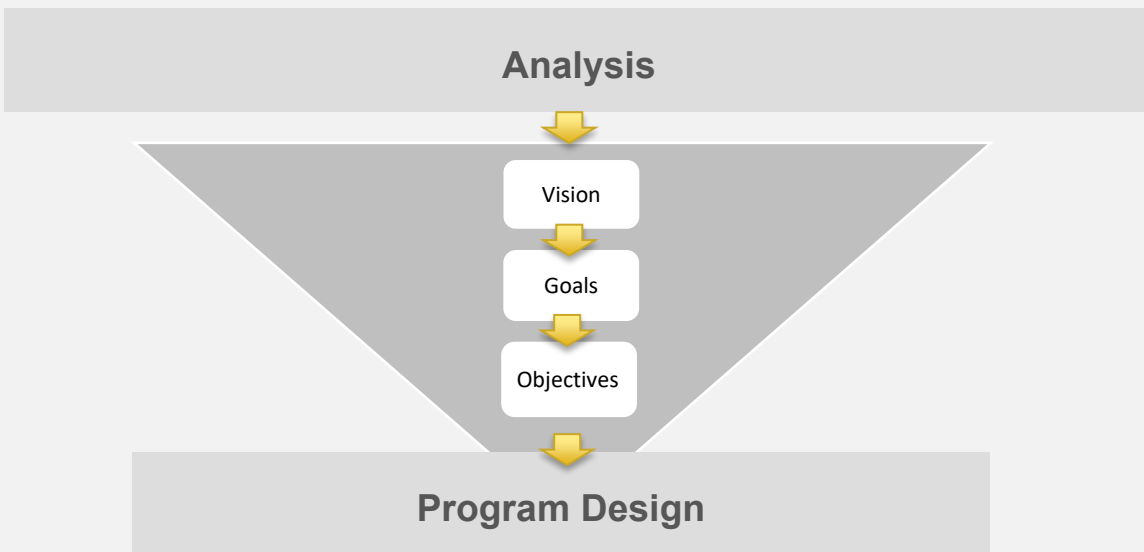 Analysis
Vision
Goals
Objectives
Program Design